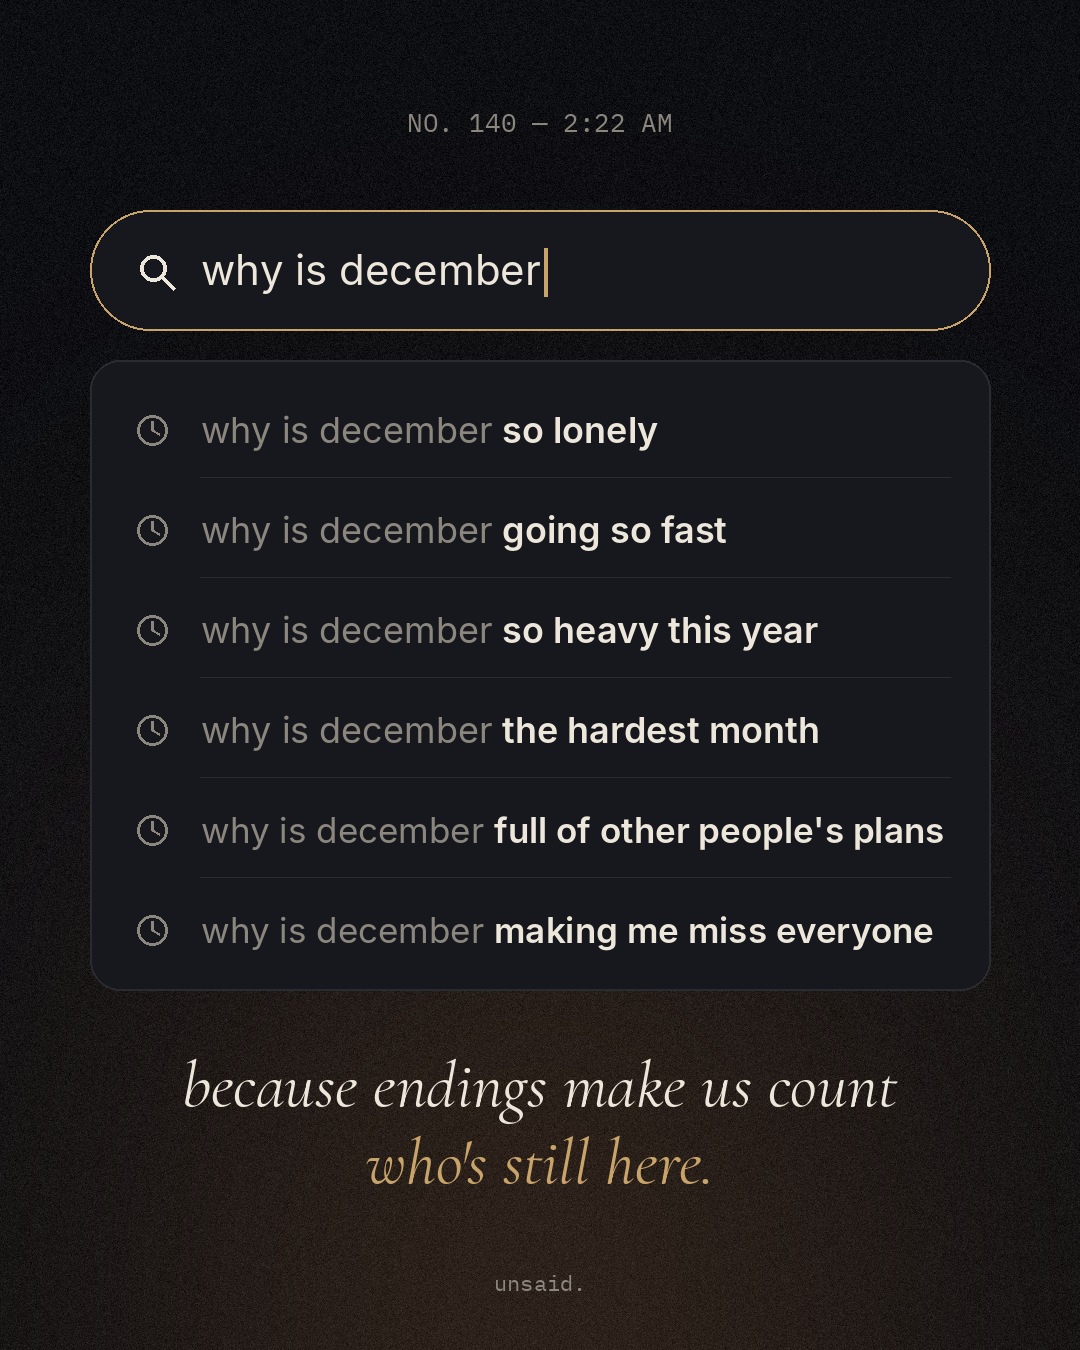 NO. 140 — 2:22 AM
why is december
why is december so lonely
why is december going so fast
why is december so heavy this year
why is december the hardest month
why is december full of other people's plans
why is december making me miss everyone
because endings make us count
who's still here.
unsaid.